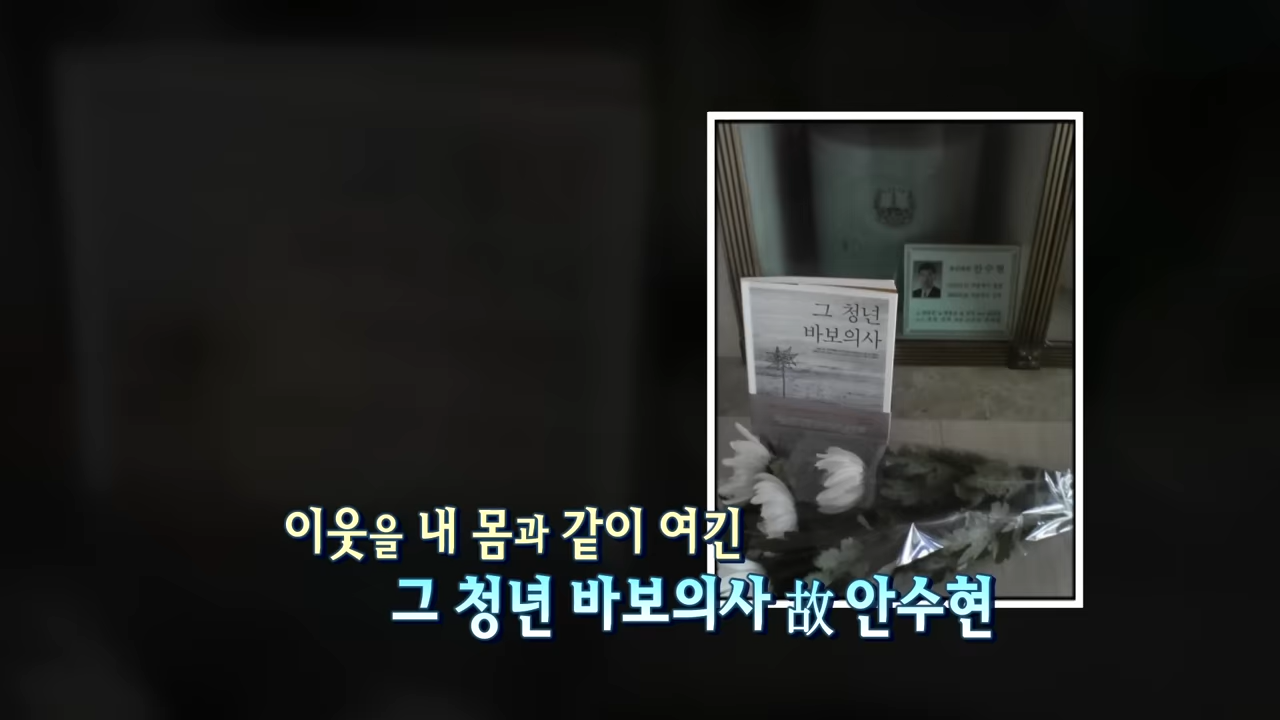 그 청년
바보의사
안수현
이웃을 내 몸과 같이 여긴
그 청년 바보의사 故 안수현